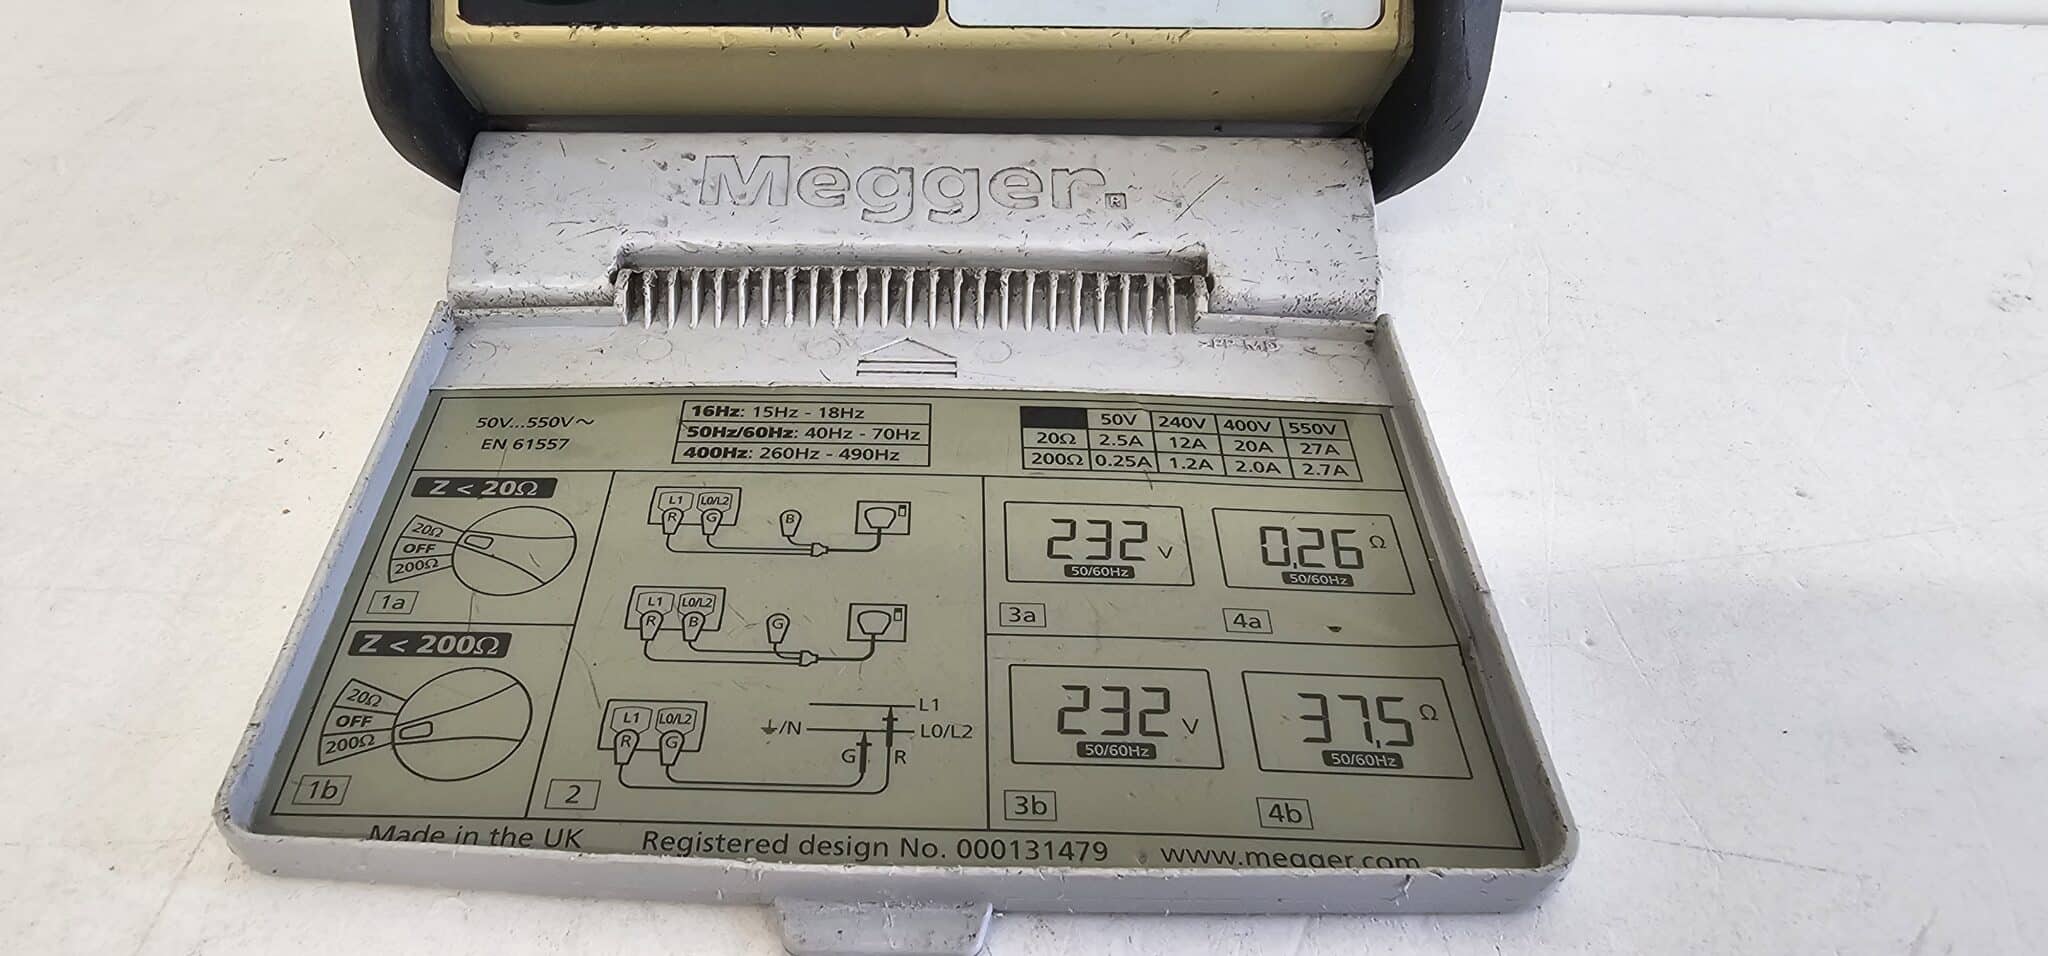 Megger.®
50V...550V~
EN 61557
16Hz: 15Hz - 18Hz
50Hz/60Hz: 40Hz - 70Hz
400Hz: 260Hz - 490Hz
50V 240V 400V 550V
20Ω 2.5A 12A 20A 27A
200Ω 0.25A 1.2A 2.0A 2.7A
Z < 20Ω
20Ω
OFF
200Ω
1a
Z < 200Ω
20Ω
OFF
200Ω
1b
L1 L0/L2
R G B
L1 L0/L2
R B G
L1 L0/L2
R G
L1
⏚/N L0/L2
G R
2
232 V
50/60Hz
3a
0.26 Ω
50/60Hz
4a
232 V
50/60Hz
3b
37.5 Ω
50/60Hz
4b
Made in the UK Registered design No. 000131479 www.megger.com